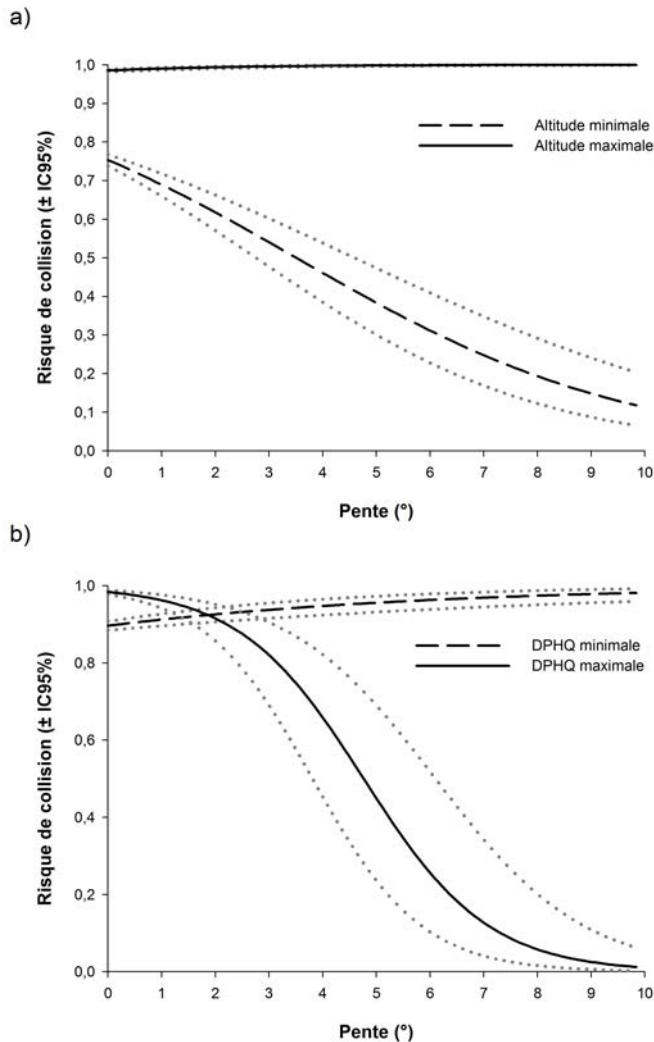 a)
1,0
0,9
0,8
0,7
0,6
0,5
0,4
0,3
0,2
0,1
0,0
Risque de collision (± IC95%)
Altitude minimale
Altitude maximale
0 1 2 3 4 5 6 7 8 9 10
Pente (°)
b)
1,0
0,8
0,6
0,4
0,2
0,0
Risque de collision (± IC95%)
DPHQ minimale
DPHQ maximale
0 1 2 3 4 5 6 7 8 9 10
Pente (°)